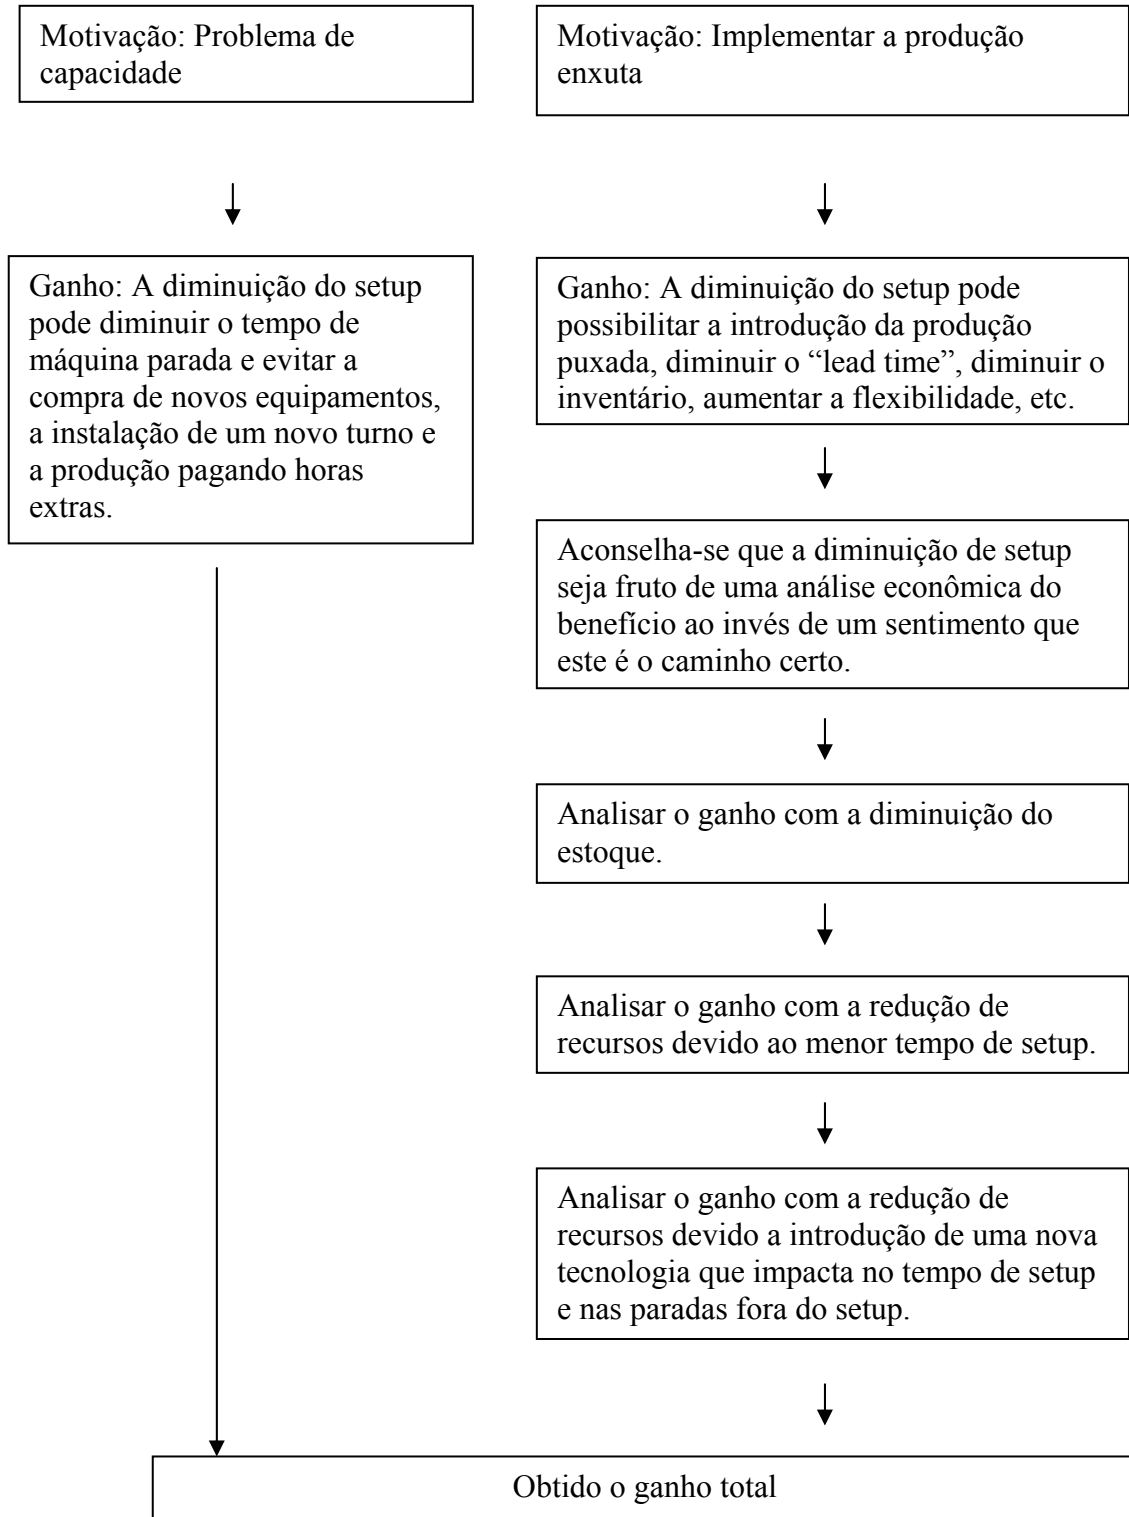 Motivação: Problema de
capacidade
Motivação: Implementar a produção
enxuta
Ganho: A diminuição do setup
pode diminuir o tempo de
máquina parada e evitar a
compra de novos equipamentos,
a instalação de um novo turno e
a produção pagando horas
extras.
Ganho: A diminuição do setup pode
possibilitar a introdução da produção
puxada, diminuir o “lead time”, diminuir o
inventário, aumentar a flexibilidade, etc.
Aconselha-se que a diminuição de setup
seja fruto de uma análise econômica do
benefício ao invés de um sentimento que
este é o caminho certo.
Analisar o ganho com a diminuição do
estoque.
Analisar o ganho com a redução de
recursos devido ao menor tempo de setup.
Analisar o ganho com a redução de
recursos devido a introdução de uma nova
tecnologia que impacta no tempo de setup
e nas paradas fora do setup.
Obtido o ganho total